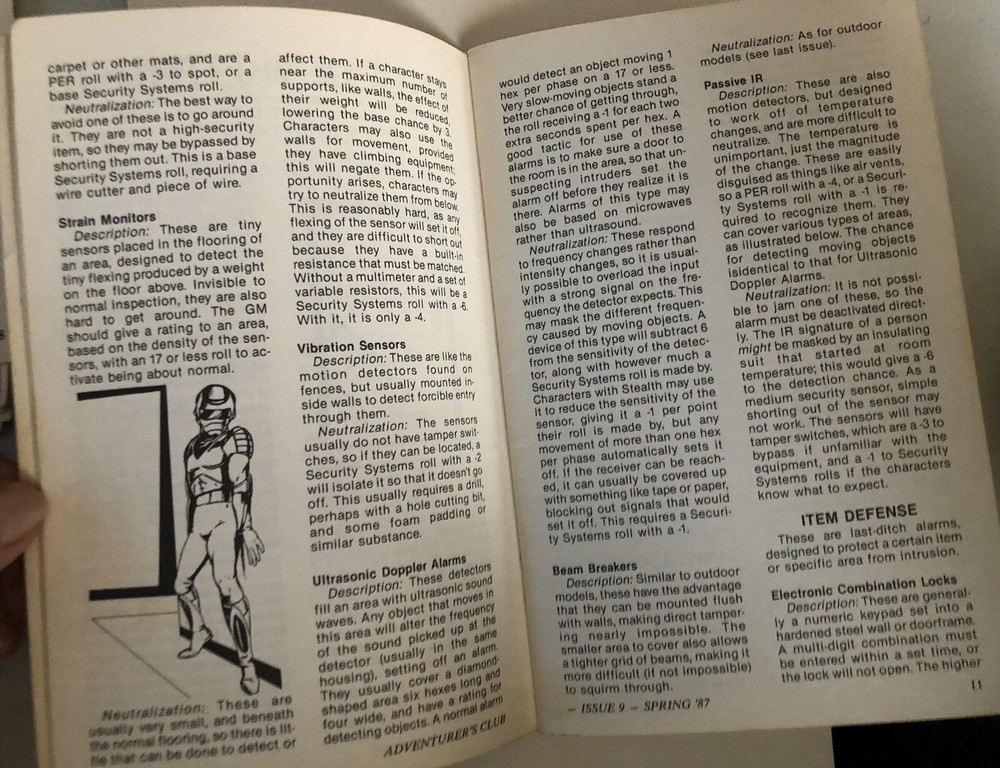 carpet or other mats, and are a
PER roll with a -3 to spot, or a
base Security Systems roll.
Neutralization: The best way to
avoid one of these is to go around
it. They are not a high-security
item, so they may be bypassed by
shorting them out. This is a base
Security Systems roll, requiring a
wire cutter and piece of wire.
Strain Monitors
Description: These are tiny
sensors placed in the flooring of
an area, designed to detect the
tiny flexing produced by a weight
on the floor above. Invisible to
normal inspection, they are also
hard to get around. The GM
should give a rating to an area,
based on the density of the sen-
sors, with an 17 or less roll to ac-
tivate being about normal.
Neutralization: These are
usually very small, and beneath
the normal flooring, so there is lit-
tle that can be done to detect or
affect them. If a character stays
near the maximum number of
supports, like walls, the effect of
their weight will be reduced,
lowering the base chance by 3.
Characters may also use the
walls for movement, provided
they have climbing equipment;
this will negate them. If the op-
portunity arises, characters may
try to neutralize them from below.
This is reasonably hard, as any
flexing of the sensor will set it off,
and they are difficult to short out
because they have a built-in
resistance that must be matched.
Without a multimeter and a set of
variable resistors, this will be a
Security Systems roll with a -6.
With it, it is only a -4.
Vibration Sensors
Description: These are like the
motion detectors found on
fences, but usually mounted in-
side walls to detect forcible entry
through them.
Neutralization: The sensors
usually do not have tamper swit-
ches, so if they can be located, a
Security Systems roll with a -2
will isolate it so that it doesn't go
off. This usually requires a drill,
perhaps with a hole cutting bit,
and some foam padding or
similar substance.
Ultrasonic Doppler Alarms
Description: These detectors
fill an area with ultrasonic sound
waves. Any object that moves in
this area will alter the frequency
of the sound picked up at the
detector (usually in the same
housing), setting off an alarm.
They usually cover a diamond-
shaped area six hexes long and
four wide, and have a rating for
detecting objects. A normal alarm
ADVENTURER'S CLUB
would detect an object moving 1
hex per phase on a 17 or less.
Very slow-moving objects stand a
better chance of getting through,
the roll receiving a -1 for each two
extra seconds spent per hex. A
good tactic for use of these
alarms is to make sure a door to
the room is in the area, so that un-
suspecting intruders set the
alarm off before they realize it is
there. Alarms of this type may
also be based on microwaves
rather than ultrasound.
Neutralization: These respond
to frequency changes rather than
intensity changes, so it is usual-
ly possible to overload the input
with a strong signal on the fre-
quency the detector expects. This
may mask the different frequen-
cy caused by moving objects. A
device of this type will subtract 6
from the sensitivity of the detec-
tor, along with however much a
Security Systems roll is made by.
Characters with Stealth may use
it to reduce the sensitivity of the
sensor, giving it a -1 per point
their roll is made by, but any
movement of more than one hex
per phase automatically sets it
off. If the receiver can be reach-
ed, it can usually be covered up
with something like tape or paper,
blocking out signals that would
set it off. This requires a Securi-
ty Systems roll with a -1.
Beam Breakers
Description: Similar to outdoor
models, these have the advantage
that they can be mounted flush
with walls, making direct tamper-
ing nearly impossible. The
smaller area to cover also allows
a tighter grid of beams, making it
more difficult (if not impossible)
to squirm through.
— ISSUE 9 — SPRING '87
Neutralization: As for outdoor
models (see last issue).
Passive IR
Description: These are also
motion detectors, but designed
to work off of temperature
changes, and are more difficult to
neutralize. The temperature is
unimportant, just the magnitude
of the change. These are easily
disguised as things like air vents,
so a PER roll with a -4, or a Securi-
ty Systems roll with a -1 is re-
quired to recognize them. They
can cover various types of areas,
as illustrated below. The chance
for detecting moving objects
isidentical to that for Ultrasonic
Doppler Alarms.
Neutralization: It is not possi-
ble to jam one of these, so the
alarm must be deactivated direct-
ly. The IR signature of a person
might be masked by an insulating
suit that started at room
temperature; this would give a -6
to the detection chance. As a
medium security sensor, simple
shorting out of the sensor may
not work. The sensors will have
tamper switches, which are a -3 to
bypass if unfamiliar with the
equipment, and a -1 to Security
Systems rolls if the characters
know what to expect.
ITEM DEFENSE
These are last-ditch alarms,
designed to protect a certain item
or specific area from intrusion.
Electronic Combination Locks
Description: These are general-
ly a numeric keypad set into a
hardened steel wall or doorframe.
A multi-digit combination must
be entered within a set time, or
the lock will not open. The higher
11